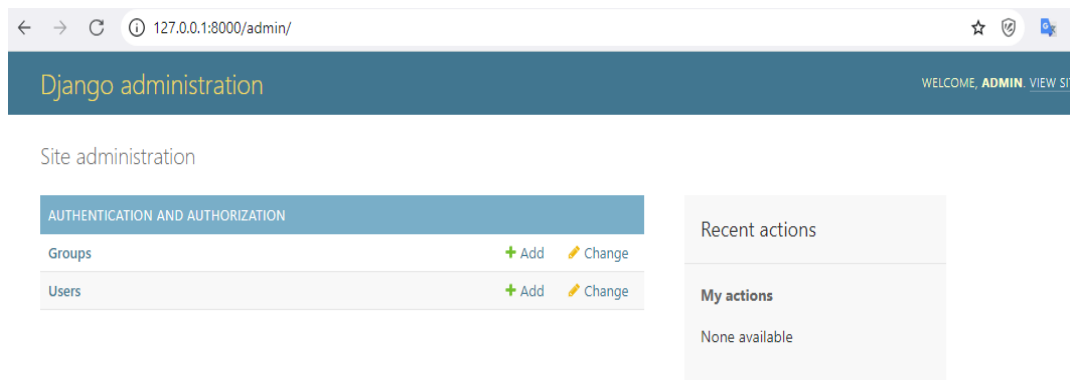 127.0.0.1:8000/admin/
Django administration
WELCOME, ADMIN. VIEW SI
Site administration
AUTHENTICATION AND AUTHORIZATION
Groups + Add Change
Users + Add Change
Recent actions
My actions
None available